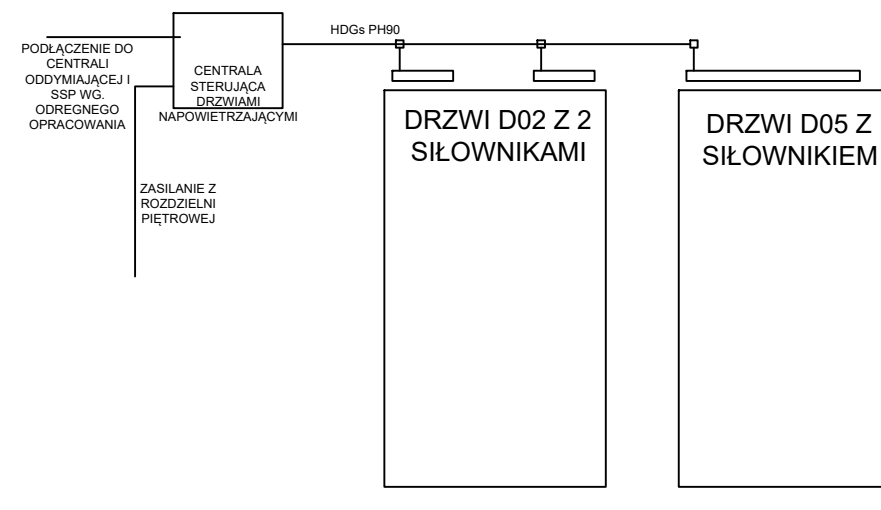 HDGs PH90
PODŁĄCZENIE DO
CENTRALI
ODDYMIAJĄCEJ I
SSP WG.
ODREGNEGO
OPRACOWANIA
CENTRALA
STERUJĄCA
DRZWIAMI
NAPOWIETRZAJĄCYMI
ZASILANIE Z
ROZDZIELNI
PIĘTROWEJ
DRZWI D02 Z 2
SIŁOWNIKAMI
DRZWI D05 Z
SIŁOWNIKIEM